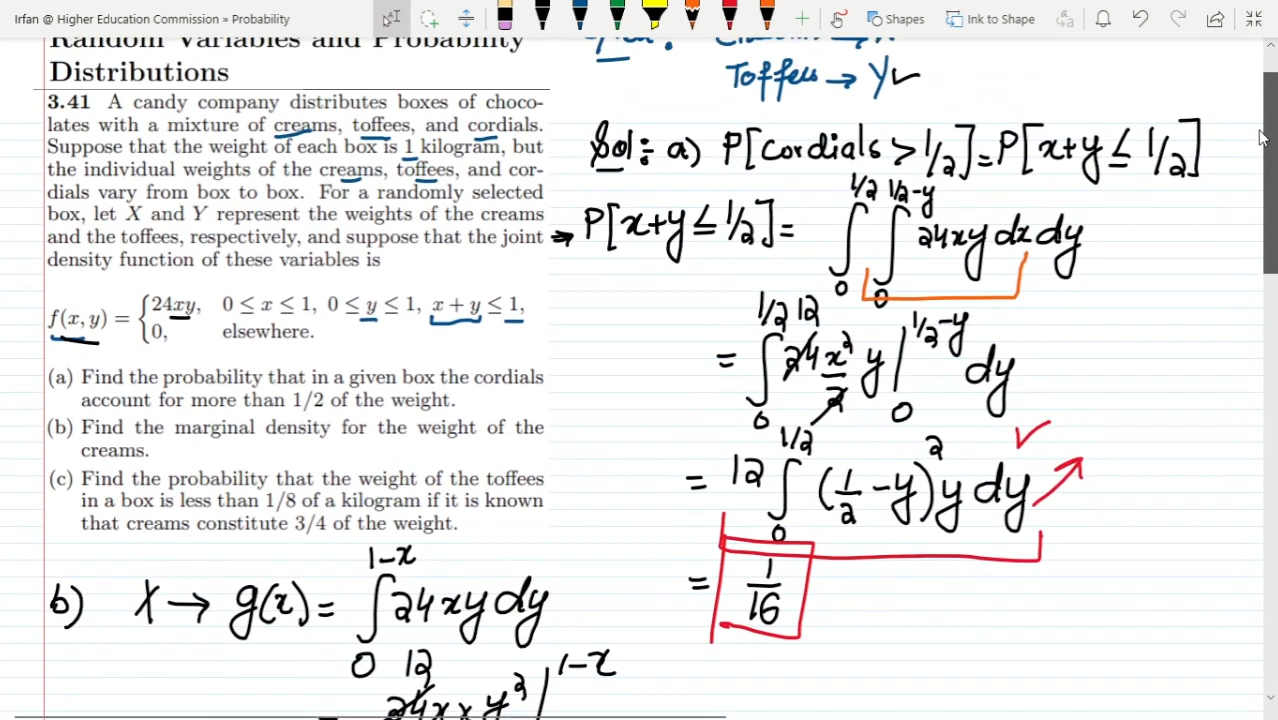 Irfan @ Higher Education Commission » Probability
Shapes
Ink to Share
Random Variables and Probability
Distributions
3.41 A candy company distributes boxes of choco-
lates with a mixture of creams, toffees, and cordials.
Suppose that the weight of each box is 1 kilogram, but
the individual weights of the creams, toffees, and cor-
dials vary from box to box. For a randomly selected
box, let X and Y represent the weights of the creams
and the toffees, respectively, and suppose that the joint
density function of these variables is
f(x, y) = { 24xy, 0 ≤ x ≤ 1, 0 ≤ y ≤ 1, x + y ≤ 1,
0, elsewhere.
(a) Find the probability that in a given box the cordials
account for more than 1/2 of the weight.
(b) Find the marginal density for the weight of the
creams.
(c) Find the probability that the weight of the toffees
in a box is less than 1/8 of a kilogram if it is known
that creams constitute 3/4 of the weight.
b) X → g(x) = ∫₀^{1-x} 24xy dy
12
24x × y² |^{1-x}
Toffees → Y ✓
Sol: a) P[cordials > 1/2] = P[x+y ≤ 1/2]
→ P[x+y ≤ 1/2] = ∫₀^{1/2} ∫₀^{1/2-y} 24xy dx dy
= ∫₀^{1/2} 12 24 x²/2 y |₀^{1/2-y} dy
= 12 ∫₀^{1/2} (1/2 - y)² y dy ✓
= 1/16